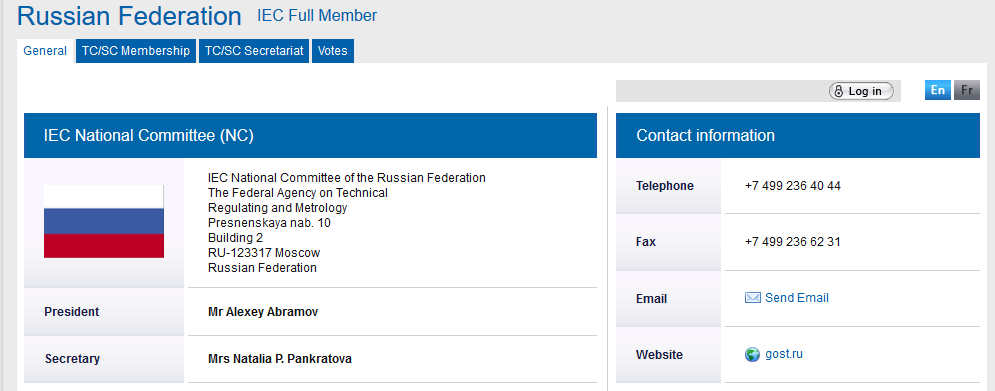 Russian Federation IEC Full Member
General TC/SC Membership TC/SC Secretariat Votes
Log in En Fr
IEC National Committee (NC)
IEC National Committee of the Russian Federation
The Federal Agency on Technical
Regulating and Metrology
Presnenskaya nab. 10
Building 2
RU-123317 Moscow
Russian Federation
President Mr Alexey Abramov
Secretary Mrs Natalia P. Pankratova
Contact information
Telephone +7 499 236 40 44
Fax +7 499 236 62 31
Email Send Email
Website gost.ru